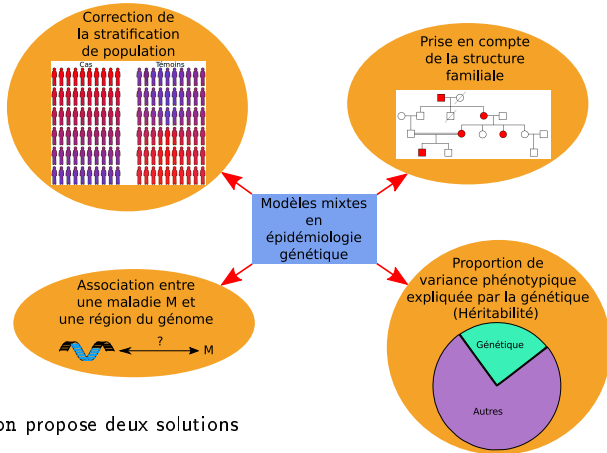 Correction de
la stratification
de population
Cas
Témoins
Prise en compte
de la structure
familiale
Modèles mixtes
en
épidémiologie
génétique
Association entre
une maladie M et
une région du génome
?
M
Proportion de
variance phénotypique
expliquée par la génétique
(Héritabilité)
Génétique
Autres
on propose deux solutions